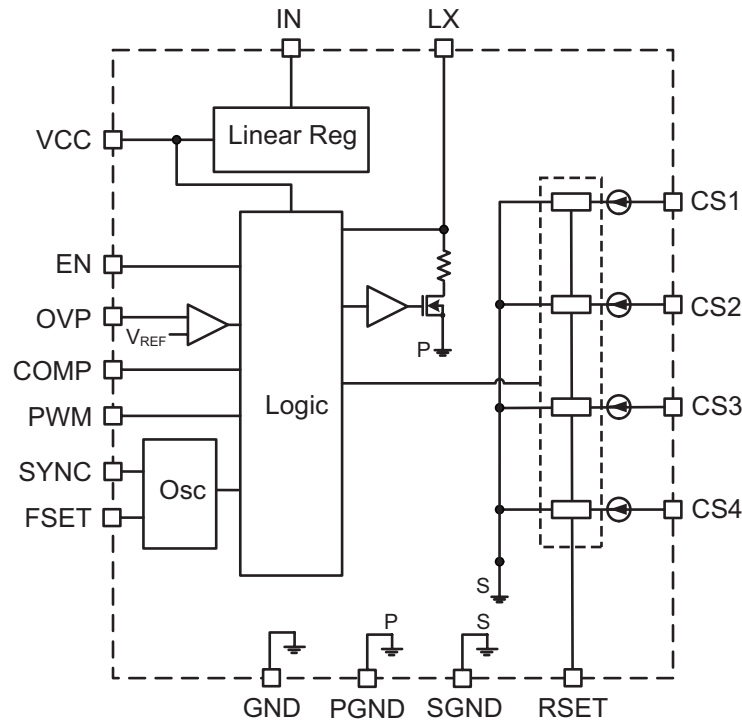 IN
LX
VCC
Linear Reg
CS1
EN
OVP
VREF
CS2
P
COMP
Logic
CS3
PWM
SYNC
Osc
FSET
CS4
S
P
S
GND
PGND
SGND
RSET